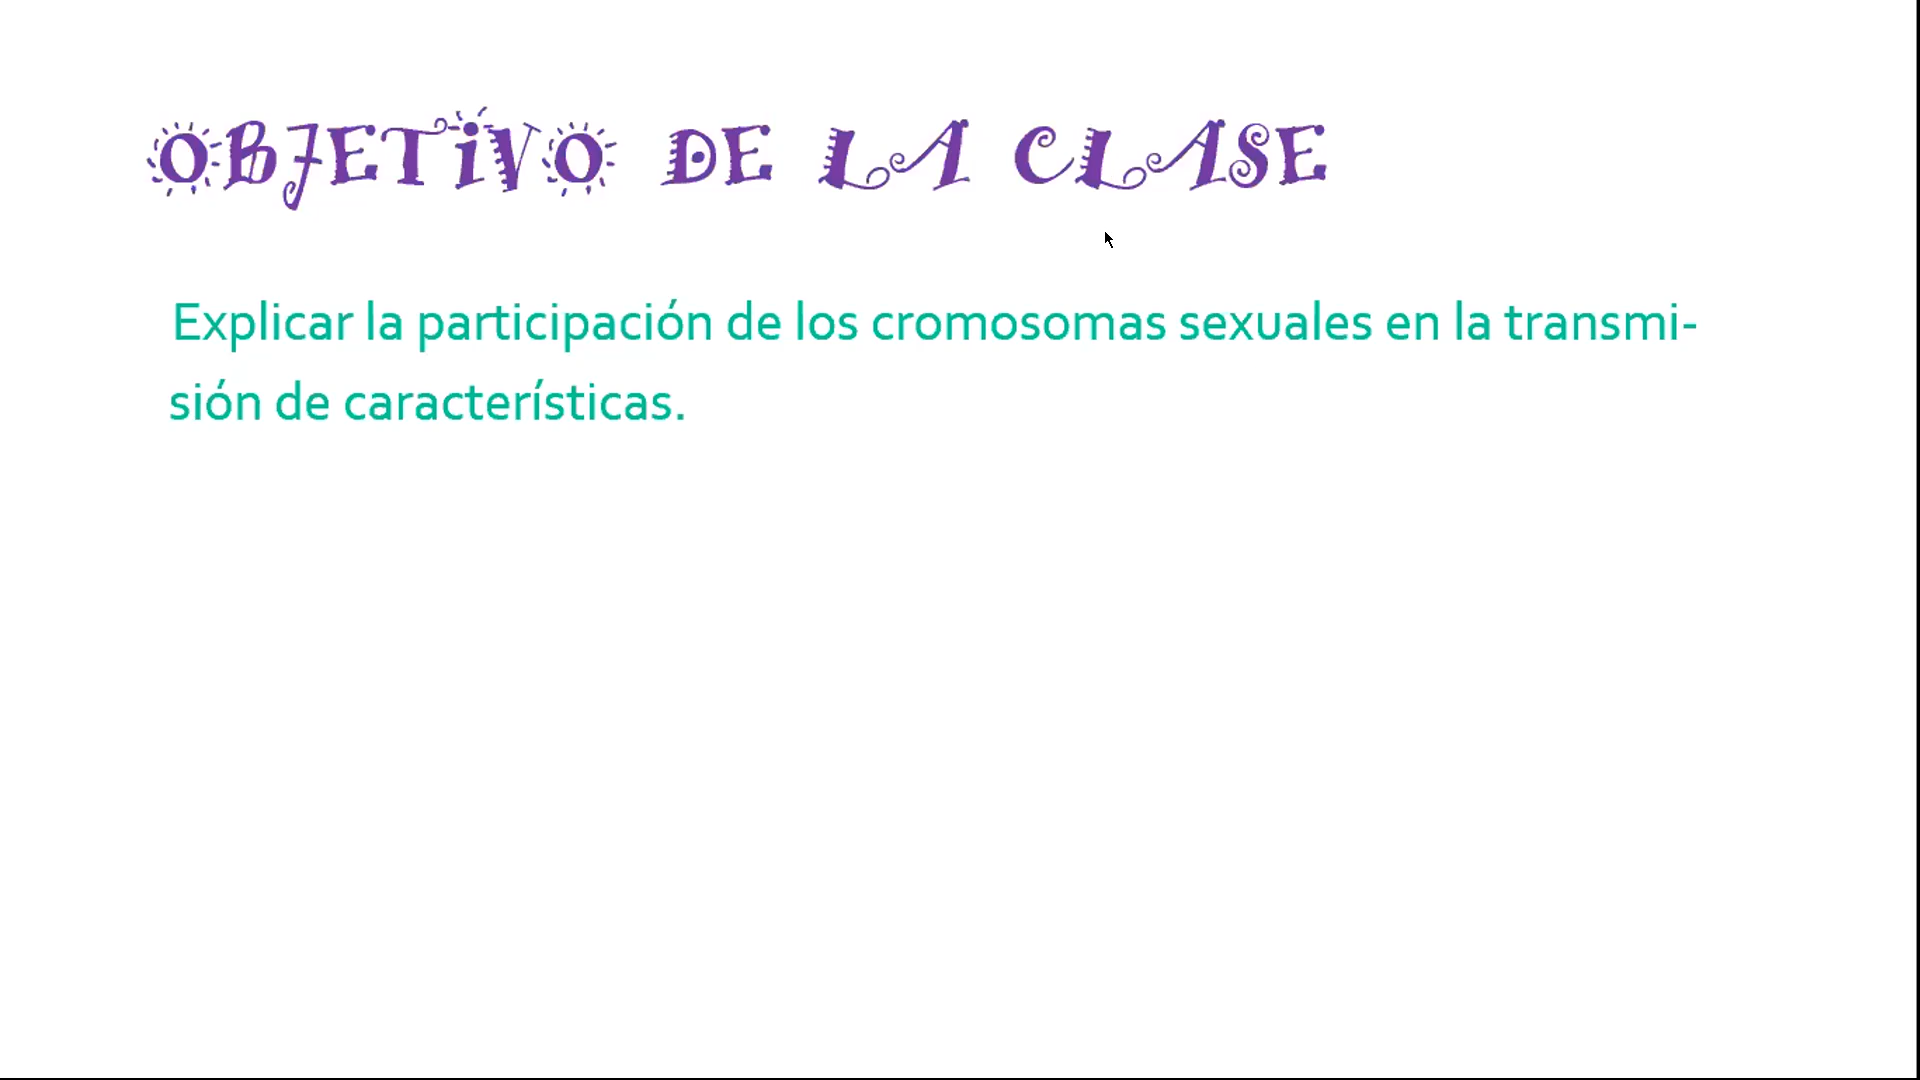 OBJETIVO DE LA CLASE
Explicar la participación de los cromosomas sexuales en la transmi-
sión de características.